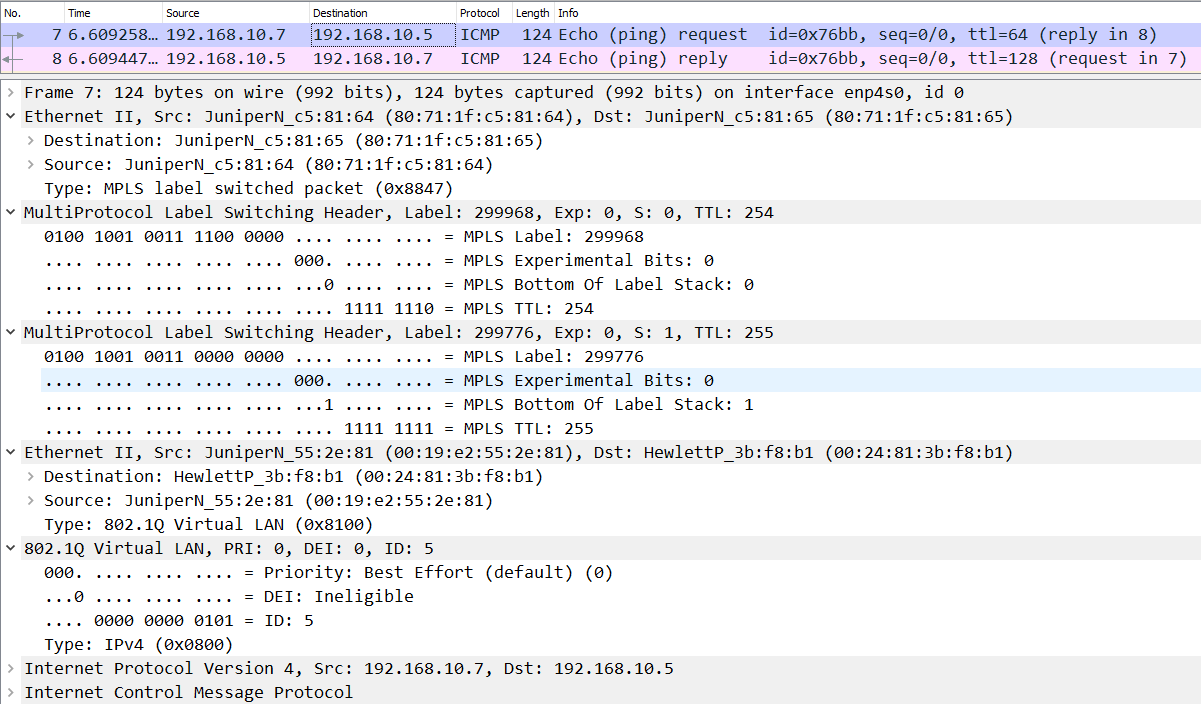 No. Time Source Destination Protocol Length Info
7 6.609258… 192.168.10.7 192.168.10.5 ICMP 124 Echo (ping) request id=0x76bb, seq=0/0, ttl=64 (reply in 8)
8 6.609447… 192.168.10.5 192.168.10.7 ICMP 124 Echo (ping) reply id=0x76bb, seq=0/0, ttl=128 (request in 7)
Frame 7: 124 bytes on wire (992 bits), 124 bytes captured (992 bits) on interface enp4s0, id 0
Ethernet II, Src: JuniperN_c5:81:64 (80:71:1f:c5:81:64), Dst: JuniperN_c5:81:65 (80:71:1f:c5:81:65)
Destination: JuniperN_c5:81:65 (80:71:1f:c5:81:65)
Source: JuniperN_c5:81:64 (80:71:1f:c5:81:64)
Type: MPLS label switched packet (0x8847)
MultiProtocol Label Switching Header, Label: 299968, Exp: 0, S: 0, TTL: 254
0100 1001 0011 1100 0000 .... .... .... = MPLS Label: 299968
.... .... .... .... .... 000. .... .... = MPLS Experimental Bits: 0
.... .... .... .... .... ...0 .... .... = MPLS Bottom Of Label Stack: 0
.... .... .... .... .... .... 1111 1110 = MPLS TTL: 254
MultiProtocol Label Switching Header, Label: 299776, Exp: 0, S: 1, TTL: 255
0100 1001 0011 0000 0000 .... .... .... = MPLS Label: 299776
.... .... .... .... .... 000. .... .... = MPLS Experimental Bits: 0
.... .... .... .... .... ...1 .... .... = MPLS Bottom Of Label Stack: 1
.... .... .... .... .... .... 1111 1111 = MPLS TTL: 255
Ethernet II, Src: JuniperN_55:2e:81 (00:19:e2:55:2e:81), Dst: HewlettP_3b:f8:b1 (00:24:81:3b:f8:b1)
Destination: HewlettP_3b:f8:b1 (00:24:81:3b:f8:b1)
Source: JuniperN_55:2e:81 (00:19:e2:55:2e:81)
Type: 802.1Q Virtual LAN (0x8100)
802.1Q Virtual LAN, PRI: 0, DEI: 0, ID: 5
000. .... .... .... = Priority: Best Effort (default) (0)
...0 .... .... .... = DEI: Ineligible
.... 0000 0000 0101 = ID: 5
Type: IPv4 (0x0800)
Internet Protocol Version 4, Src: 192.168.10.7, Dst: 192.168.10.5
Internet Control Message Protocol